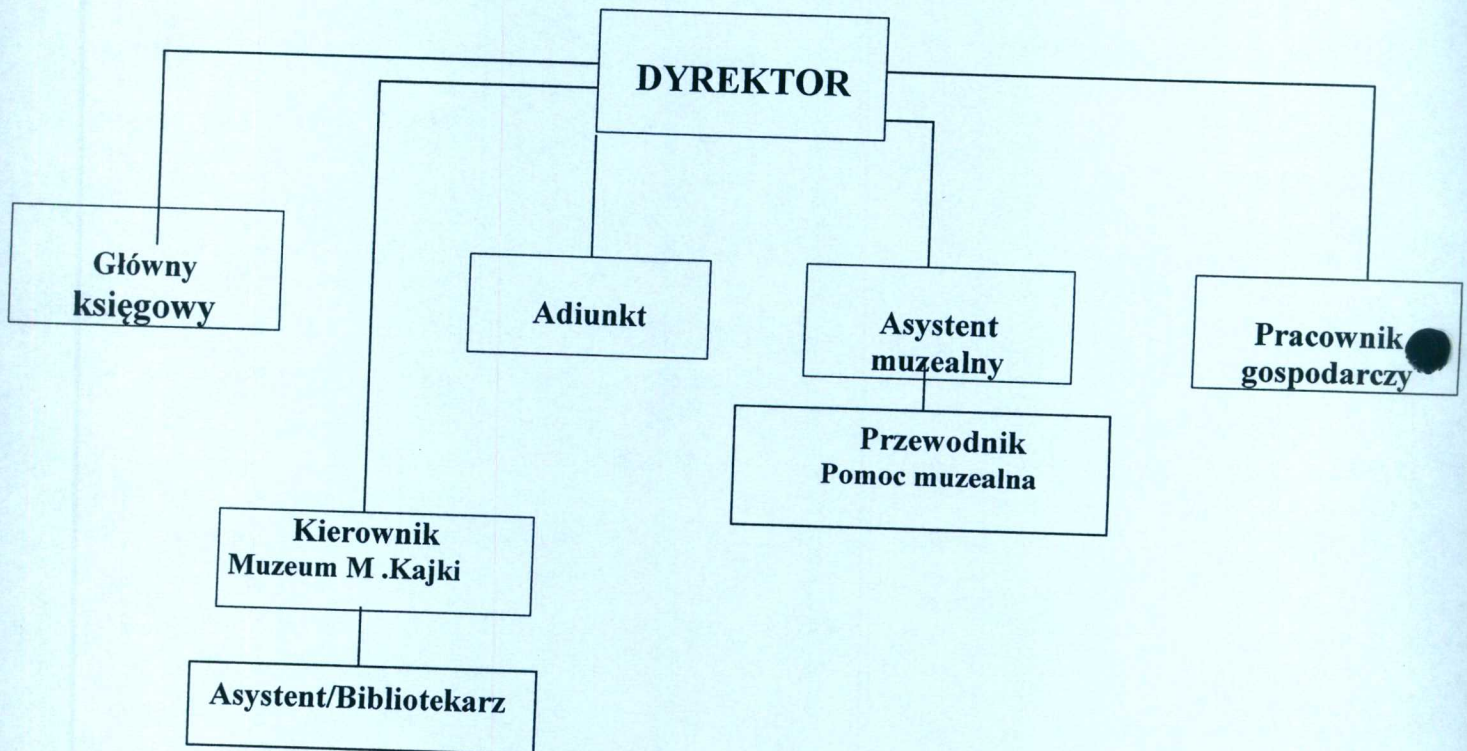 DYREKTOR
Główny
księgowy
Adiunkt
Asystent
muzealny
Pracownik
gospodarczy
Przewodnik
Pomoc muzealna
Kierownik
Muzeum M .Kajki
Asystent/Bibliotekarz